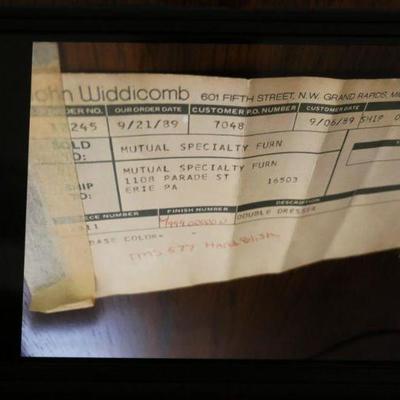 ohn Widdicomb 601 FIFTH STREET, N.W. GRAND RAPIDS,
ORDER NO. OUR ORDER DATE CUSTOMER P.O. NUMBER CUSTOMER DATE
245 9/21/89 7048 9/06/89 SHIP
SOLD TO: MUTUAL SPECIALTY FURN
SHIP TO: MUTUAL SPECIALTY FURN
1108 PARADE ST
ERIE PA 16503
NUMBER FINISH NUMBER DESCRIPTION
DOUBLE DRESSER
BASE COLOR-